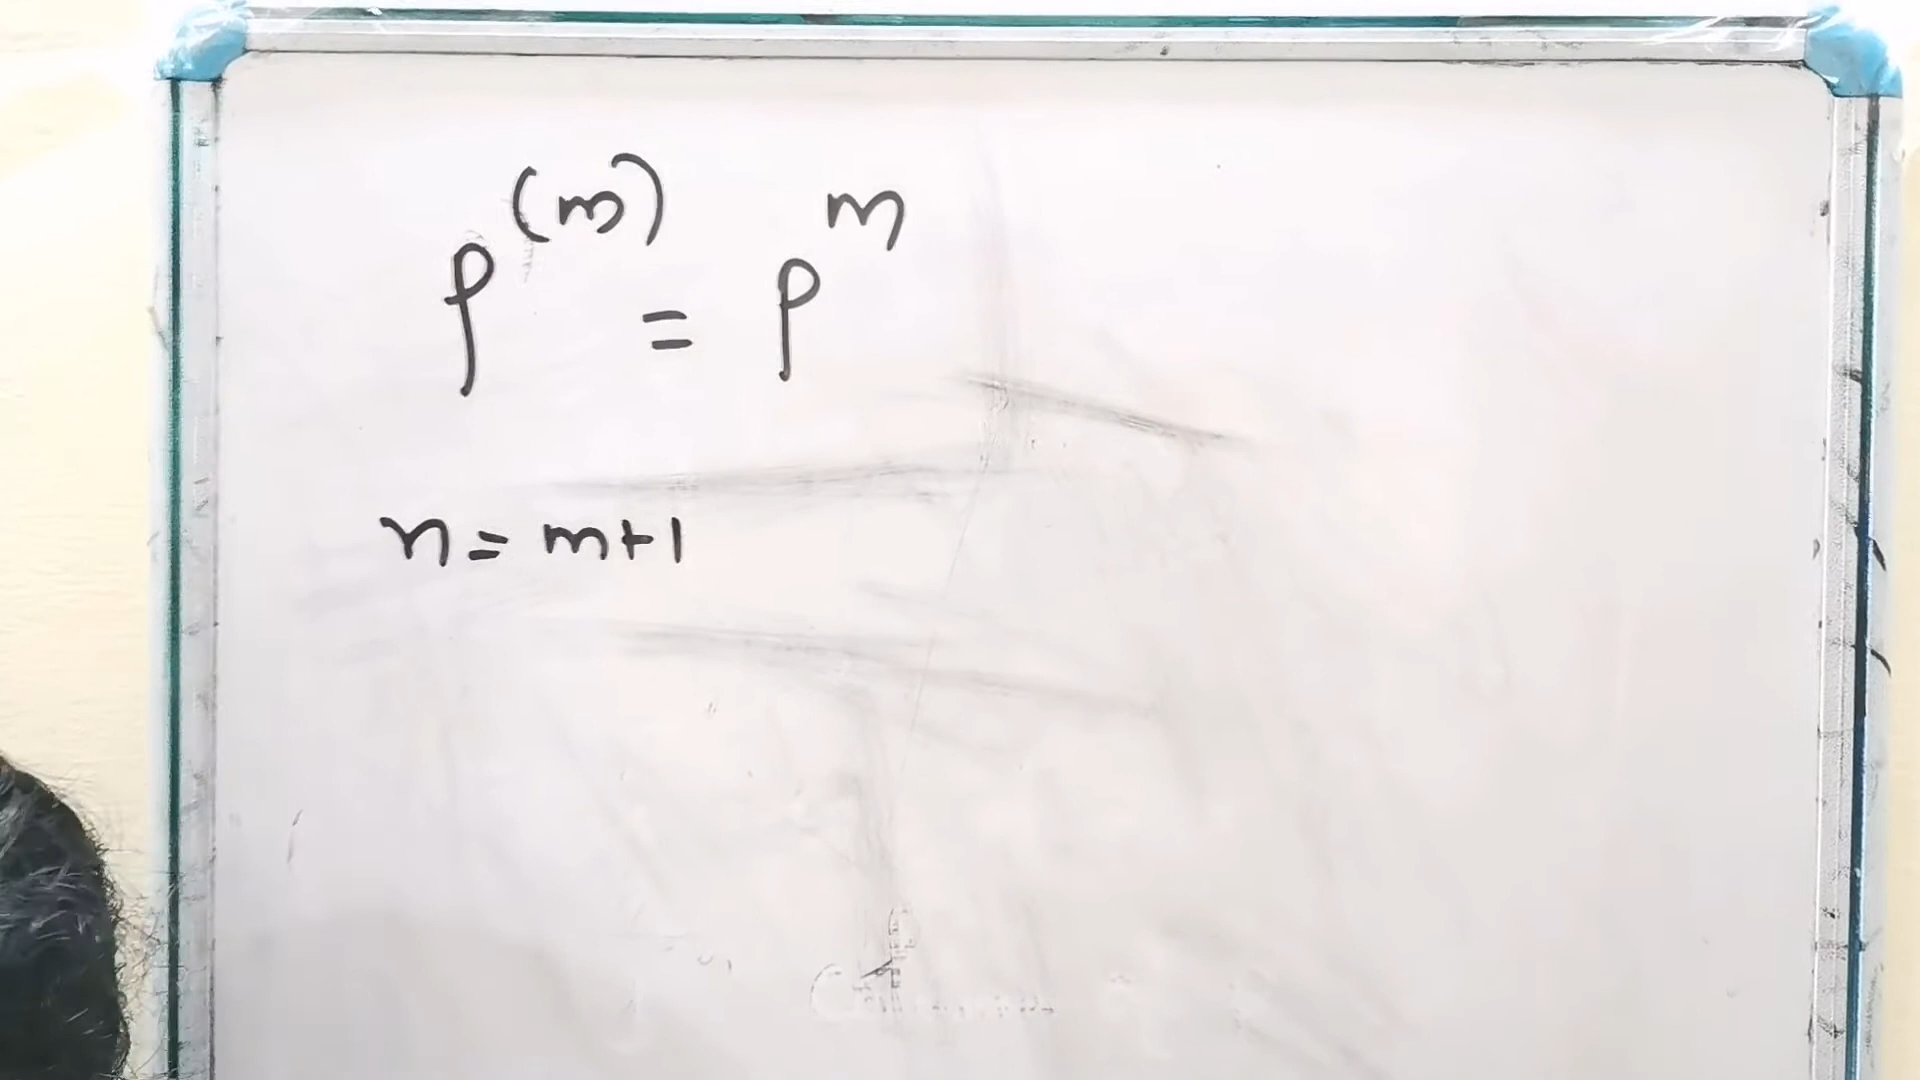 P^(m) = P^m
n = m+1